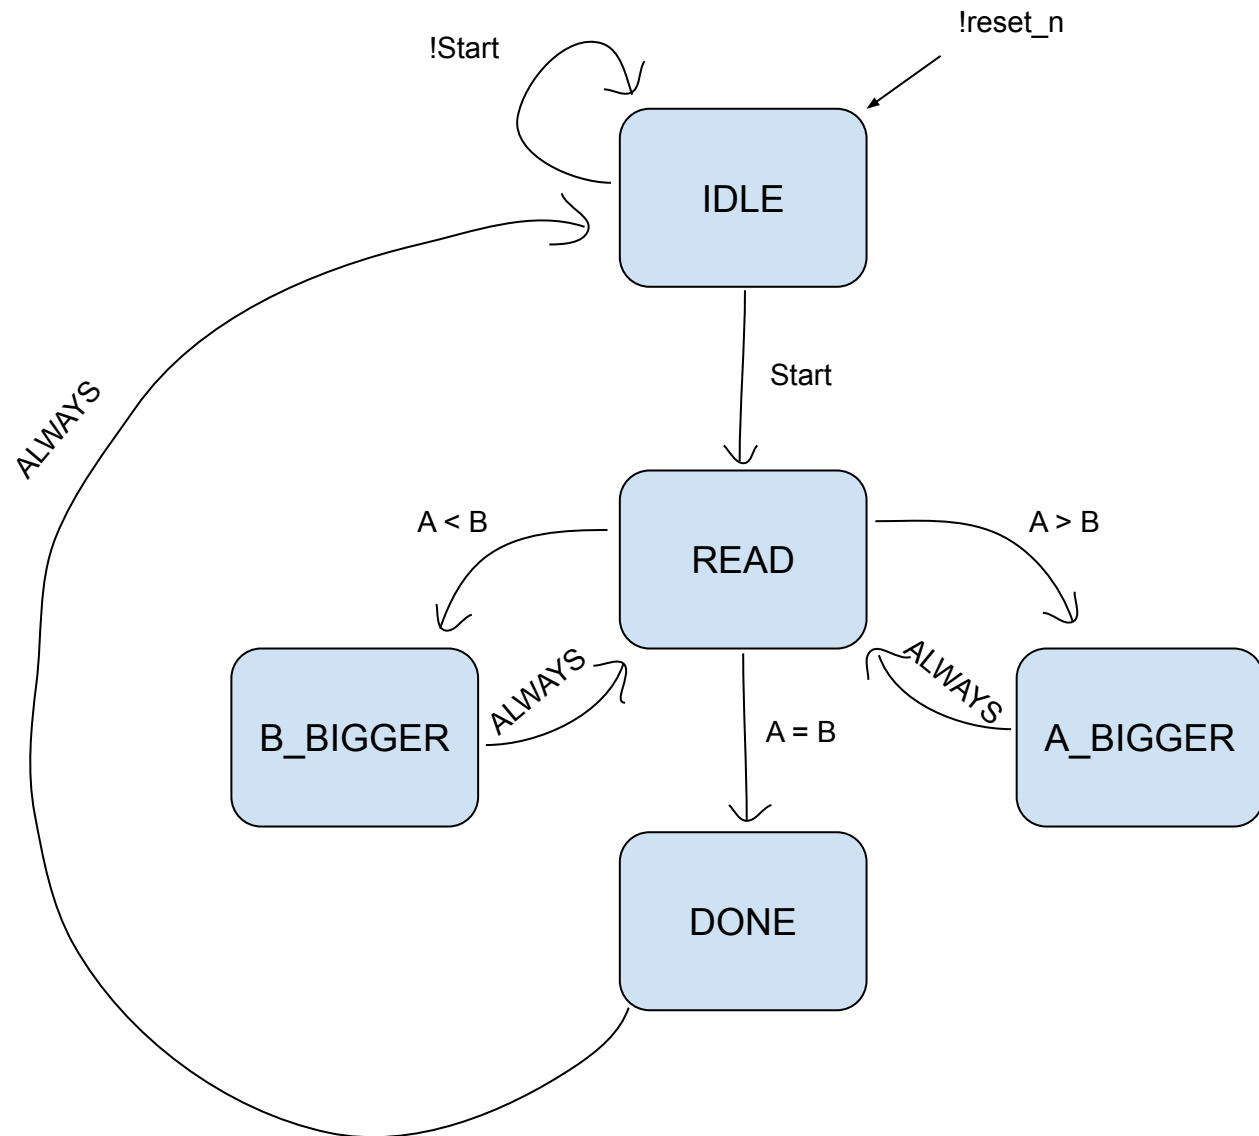 !reset_n
!Start
IDLE
Start
ALWAYS
A < B
A > B
READ
ALWAYS
ALWAYS
B_BIGGER
A = B
A_BIGGER
DONE